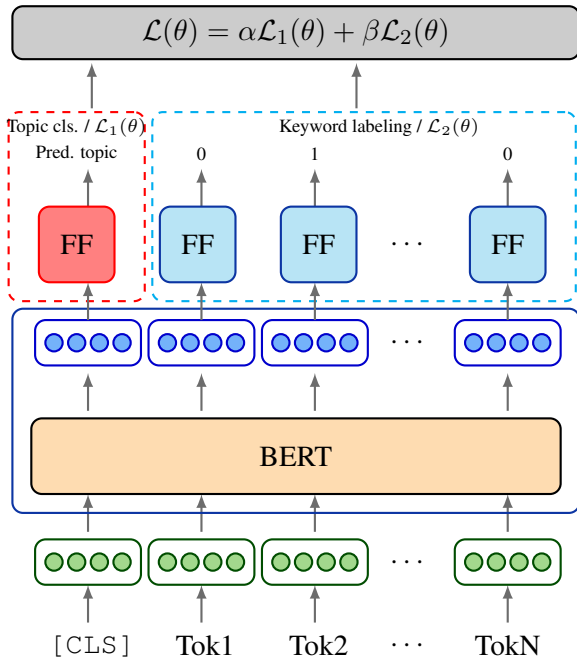 ℒ(θ) = αℒ₁(θ) + βℒ₂(θ)
Topic cls. / ℒ₁(θ) Keyword labeling / ℒ₂(θ)
Pred. topic 0 1 0
FF FF FF · · · FF
· · ·
BERT
· · ·
[CLS] Tok1 Tok2 · · · TokN